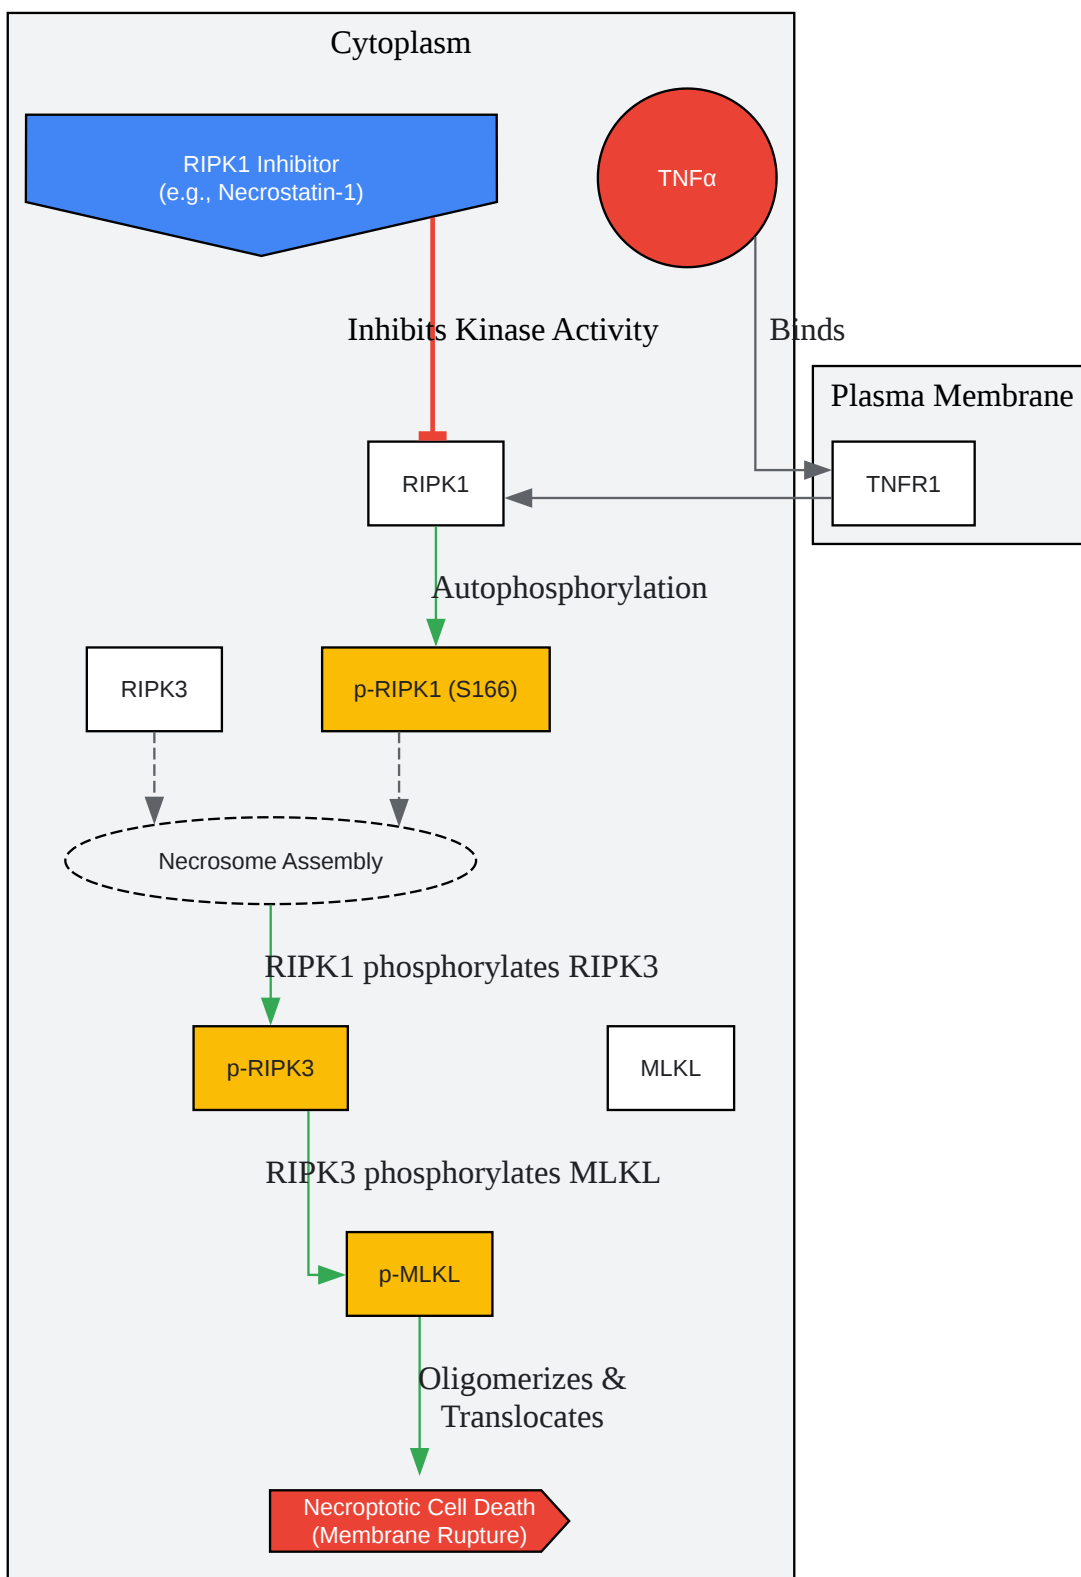 Cytoplasm
RIPK1 Inhibitor
(e.g., Necrostatin-1)
TNFα
Inhibits Kinase Activity
Binds
Plasma Membrane
RIPK1
TNFR1
Autophosphorylation
RIPK3
p-RIPK1 (S166)
Necrosome Assembly
RIPK1 phosphorylates RIPK3
p-RIPK3
MLKL
RIPK3 phosphorylates MLKL
p-MLKL
Oligomerizes &
Translocates
Necroptotic Cell Death
(Membrane Rupture)